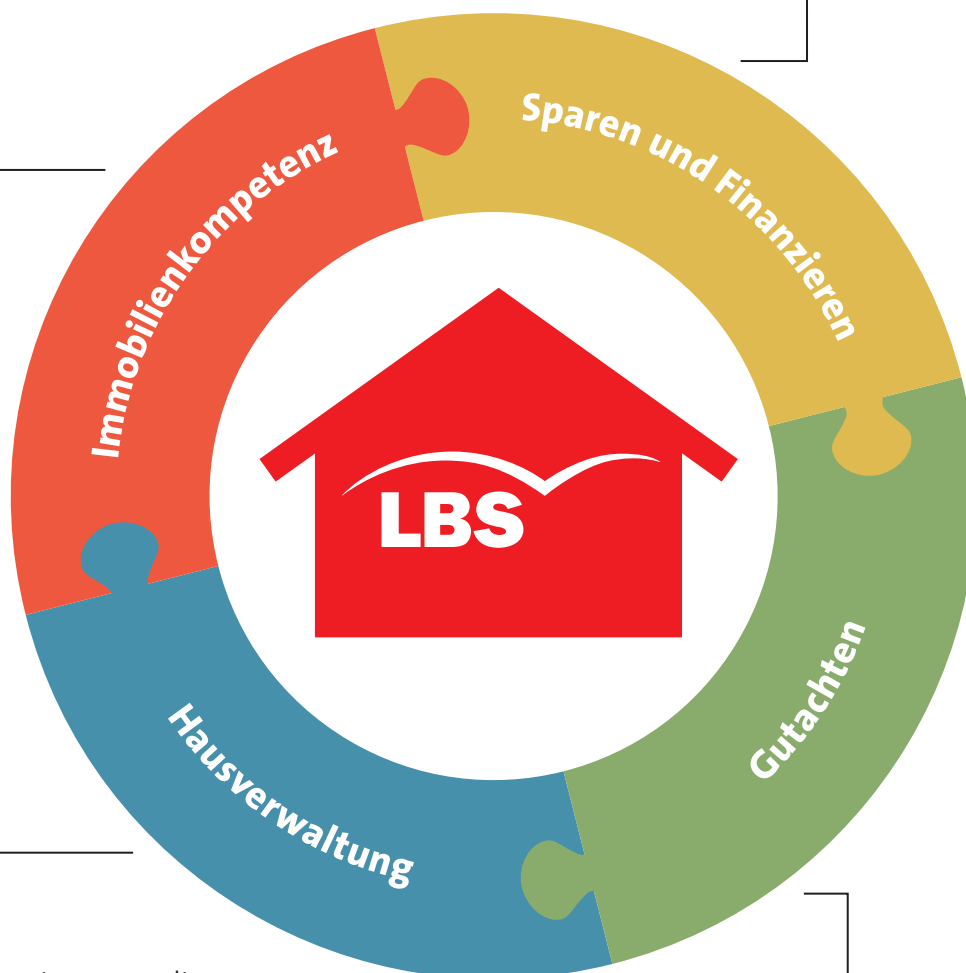 Sparen und Finanzieren
Immobilienkompetenz
LBS
Gutachten
Hausverwaltung